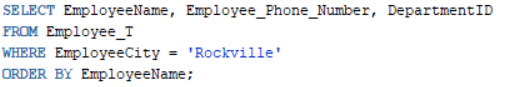 SELECT EmployeeName, Employee_Phone_Number, DepartmentID
FROM Employee_T
WHERE EmployeeCity = 'Rockville'
ORDER BY EmployeeName;